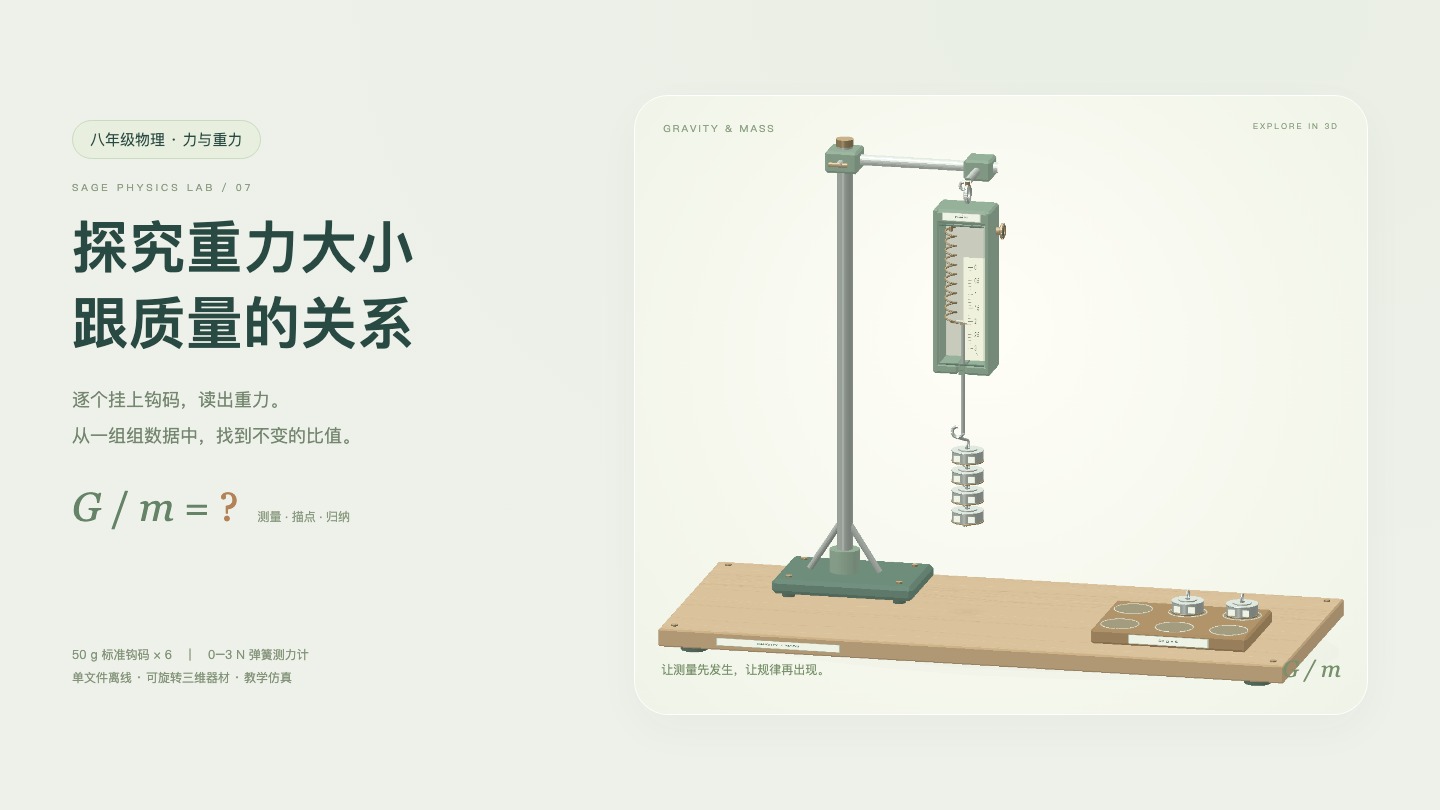 八年级物理 · 力与重力
SAGE PHYSICS LAB / 07
探究重力大小
跟质量的关系
逐个挂上钩码，读出重力。
从一组组数据中，找到不变的比值。
G / m = ? 测量 · 描点 · 归纳
50 g 标准钩码 × 6 | 0—3 N 弹簧测力计
单文件离线 · 可旋转三维器材 · 教学仿真
GRAVITY & MASS
EXPLORE IN 3D
让测量先发生，让规律再出现。
G / m